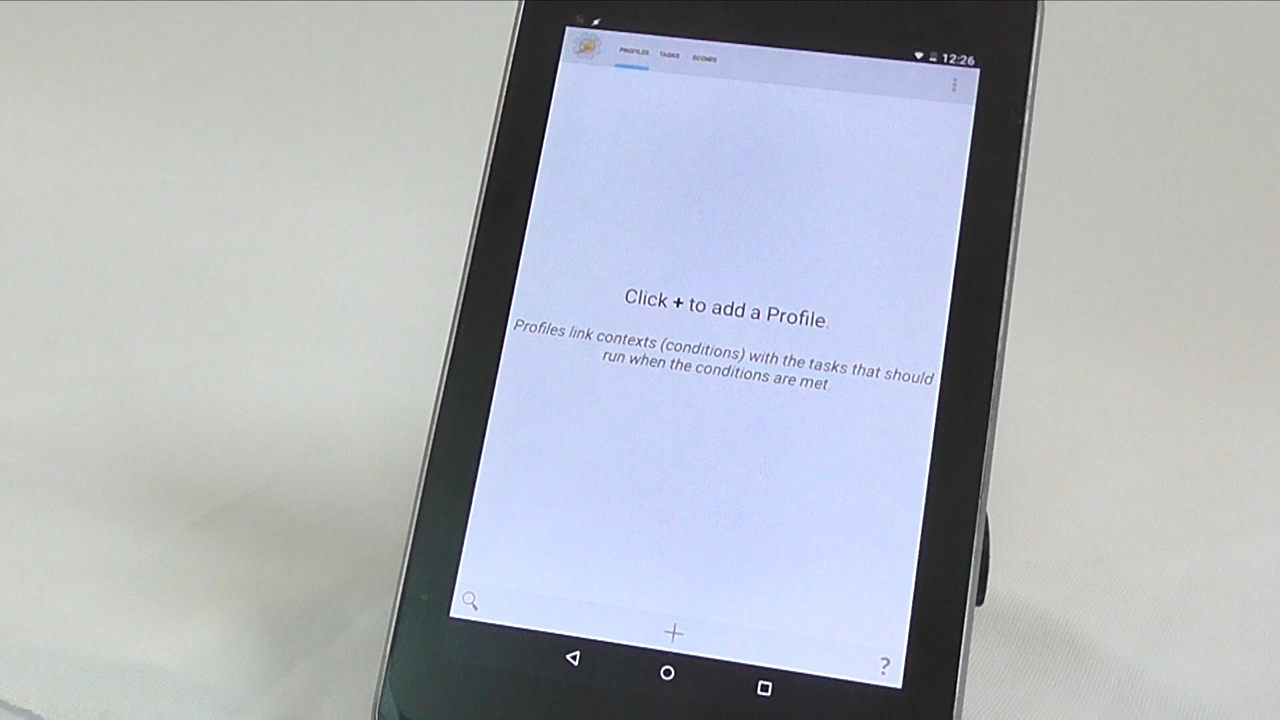 12:26
PROFILES TASKS SCENES
Click + to add a Profile.
Profiles link contexts (conditions) with the tasks that should
run when the conditions are met.
?